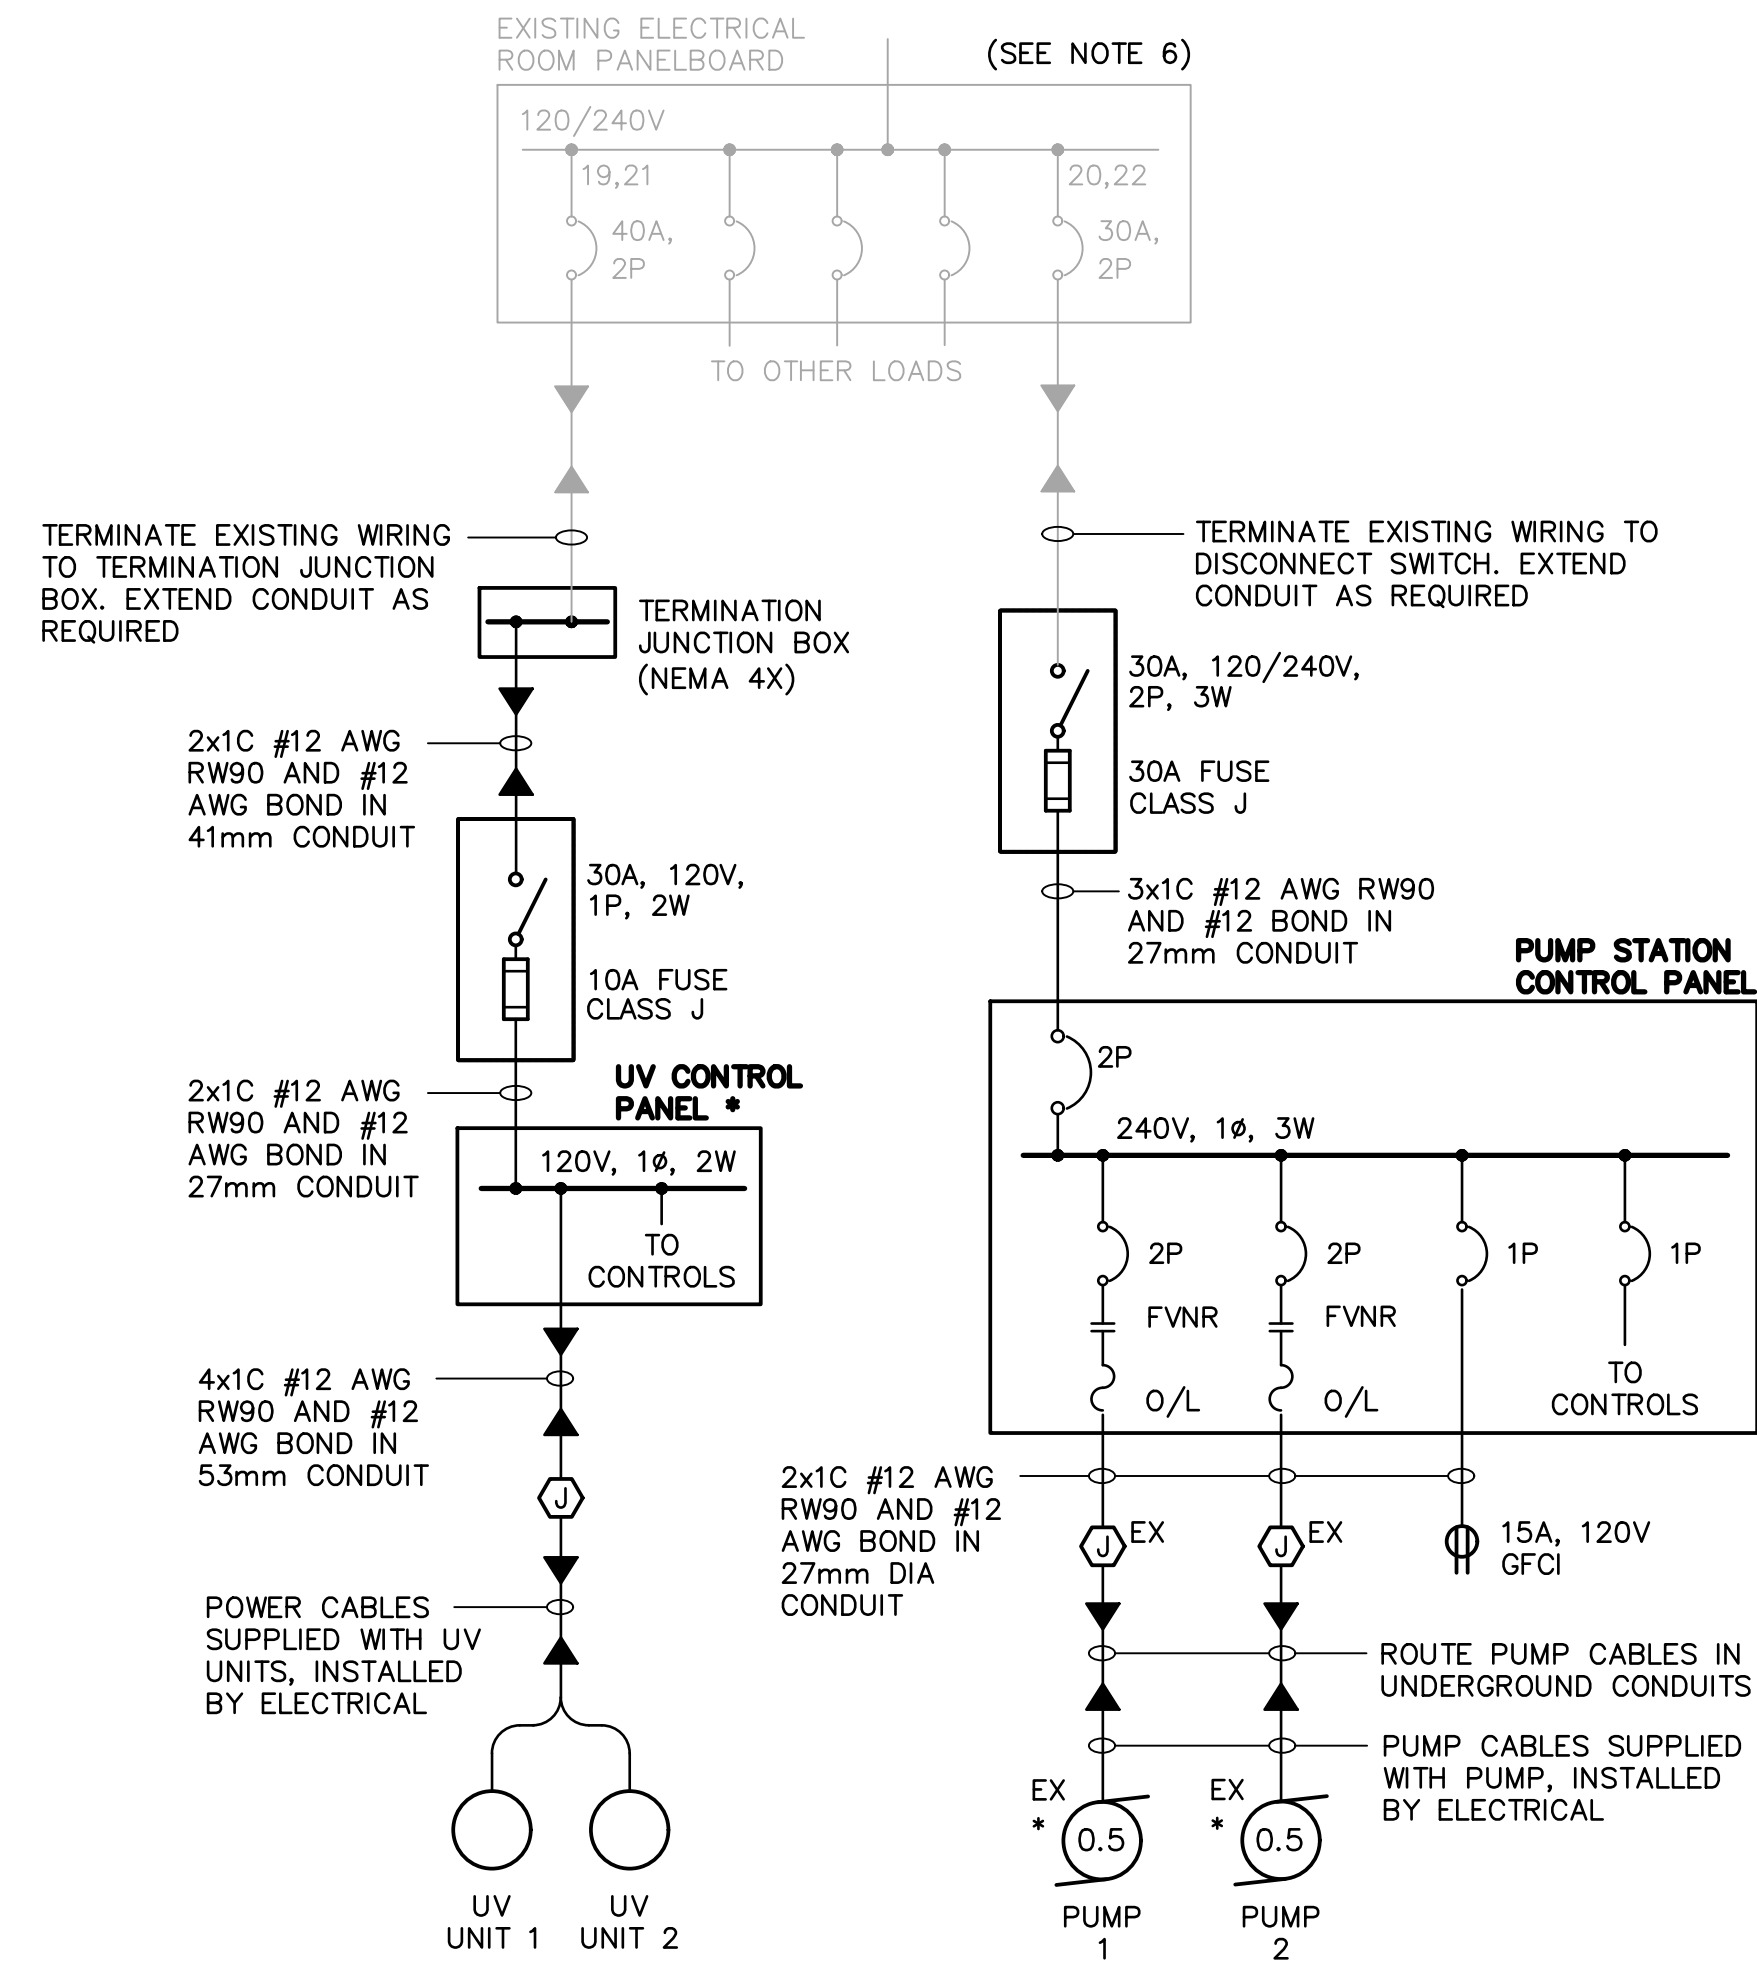 EXISTING ELECTRICAL
ROOM PANELBOARD
(SEE NOTE 6)
120/240V
19,21
20,22
40A,
2P
30A,
2P
TO OTHER LOADS
TERMINATE EXISTING WIRING
TO TERMINATION JUNCTION
BOX. EXTEND CONDUIT AS
REQUIRED
TERMINATION
JUNCTION BOX
(NEMA 4X)
TERMINATE EXISTING WIRING TO
DISCONNECT SWITCH. EXTEND
CONDUIT AS REQUIRED
30A, 120/240V,
2P, 3W
30A FUSE
CLASS J
2x1C #12 AWG
RW90 AND #12
AWG BOND IN
41mm CONDUIT
30A, 120V,
1P, 2W
10A FUSE
CLASS J
3x1C #12 AWG RW90
AND #12 BOND IN
27mm CONDUIT
PUMP STATION
CONTROL PANEL
2x1C #12 AWG
RW90 AND #12
AWG BOND IN
27mm CONDUIT
UV CONTROL
PANEL *
120V, 1ø, 2W
TO
CONTROLS
2P
240V, 1ø, 3W
2P
2P
1P
1P
FVNR
FVNR
O/L
O/L
TO
CONTROLS
4x1C #12 AWG
RW90 AND #12
AWG BOND IN
53mm CONDUIT
J
2x1C #12 AWG
RW90 AND #12
AWG BOND IN
27mm DIA
CONDUIT
J
EX
J
EX
15A, 120V
GFCI
POWER CABLES
SUPPLIED WITH UV
UNITS, INSTALLED
BY ELECTRICAL
ROUTE PUMP CABLES IN
UNDERGROUND CONDUITS
PUMP CABLES SUPPLIED
WITH PUMP, INSTALLED
BY ELECTRICAL
EX
*
0.5
EX
*
0.5
UV
UNIT 1
UV
UNIT 2
PUMP
1
PUMP
2